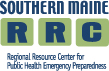 SOUTHERN MAINE
RRC
Regional Resource Center for
Public Health Emergency Preparedness